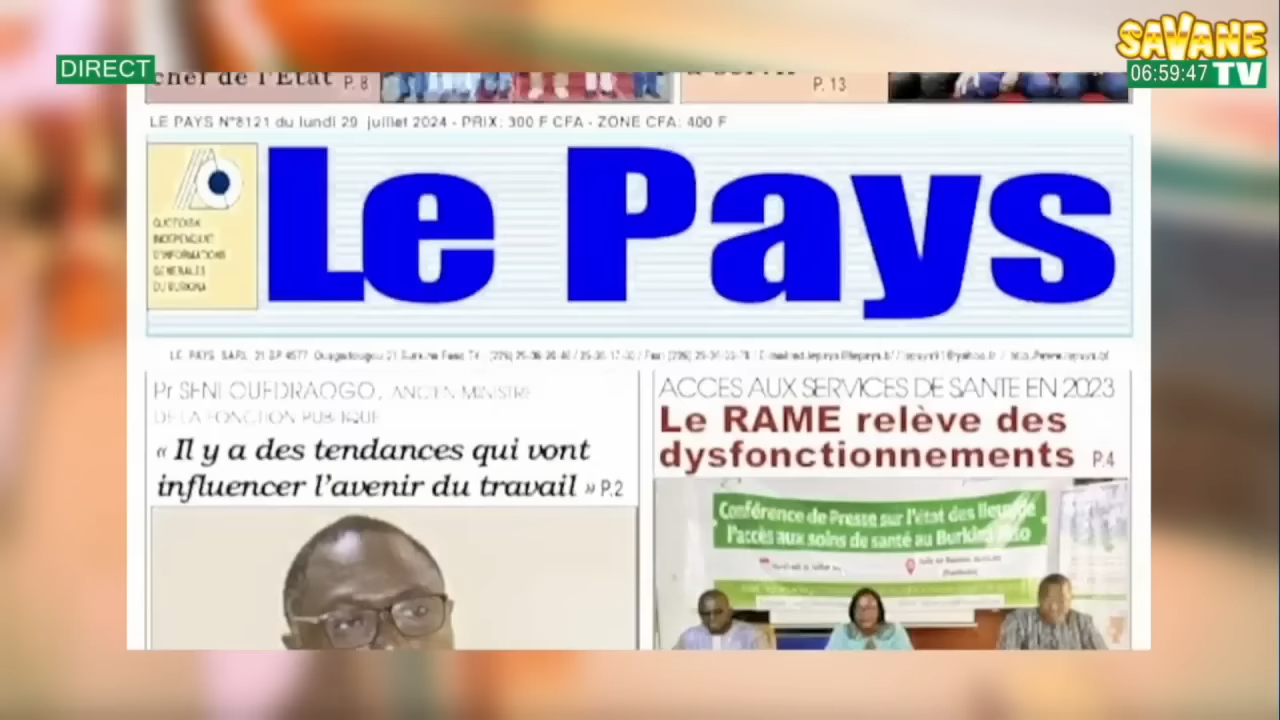 SAVANE
TV
06:59:47
DIRECT
chef de l'Etat P. 8
P. 13
LE PAYS N°8121 du lundi 29 juillet 2024 - PRIX: 300 F CFA - ZONE CFA: 400 F
Le Pays
QUOTIDIEN
INDEPENDANT
D'INFORMATIONS
GENERALES
DU BURKINA
Pr SENI OUEDRAOGO, ANCIEN MINISTRE
DE LA FONCTION PUBLIQUE
« Il y a des tendances qui vont
influencer l'avenir du travail » P.2
ACCES AUX SERVICES DE SANTE EN 2023
Le RAME relève des
dysfonctionnements P.4
Conférence de Presse sur l'état des lieux de
l'accès aux soins de santé au Burkina Faso